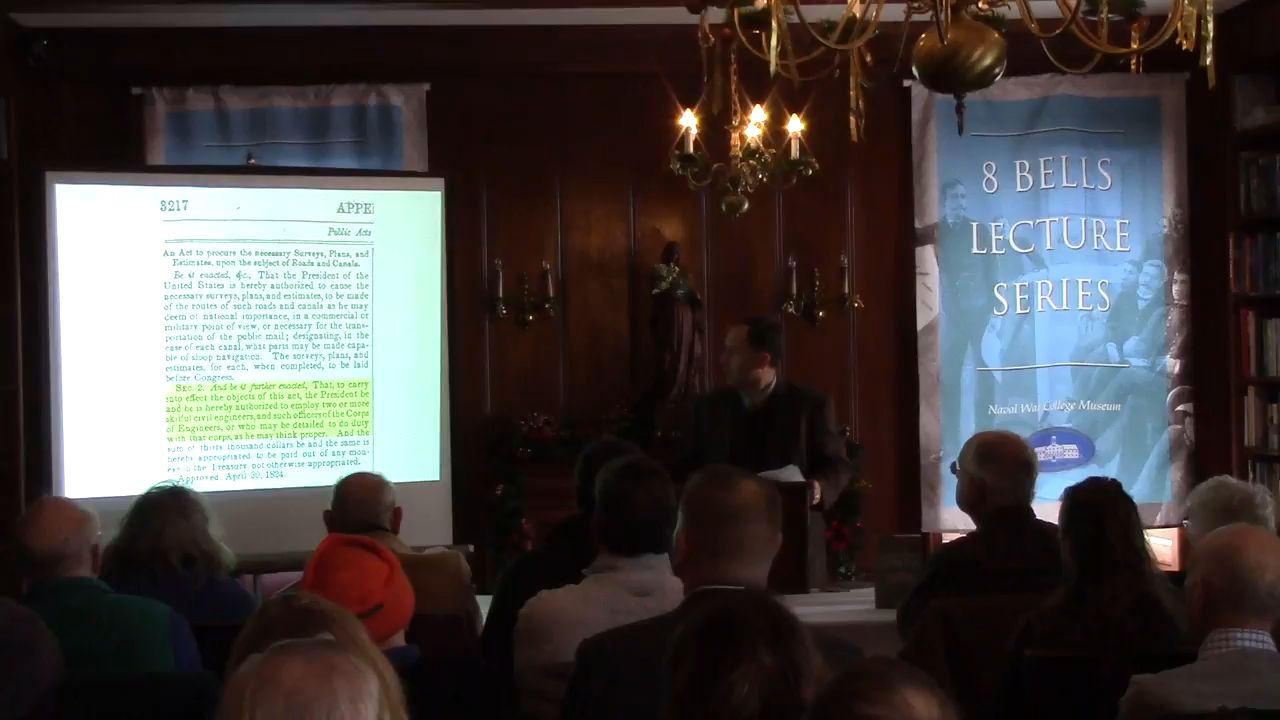 3217
APPE
Public Acts
An Act to procure the necessary Surveys, Plans, and
Estimates, upon the subject of Roads and Canals.
Be it enacted, &c., That the President of the
United States is hereby authorized to cause the
necessary surveys, plans, and estimates, to be made
of the routes of such roads and canals as he may
deem of national importance, in a commercial or
military point of view, or necessary for the trans-
portation of the public mail; designating, in the
case of each canal, what parts may be made capa-
ble of sloop navigation. The surveys, plans, and
estimates, for each, when completed, to be laid
before Congress.
Sec. 2. And be it further enacted, That, to carry
into effect the objects of this act, the President be
and he is hereby authorized to employ two or more
skilful civil engineers, and such officers of the Corps
of Engineers, or who may be detailed to do duty
with that corps, as he may think proper. And the
sum of thirty thousand dollars be and the same is
hereby appropriated, to be paid out of any mon-
eys in the Treasury, not otherwise appropriated.
Approved, April 30, 1824.
8 BELLS
LECTURE
SERIES
Naval War College Museum